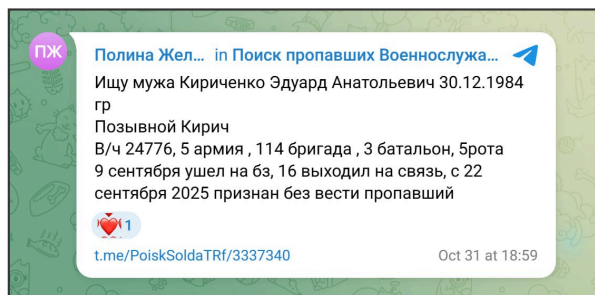 ПЖ
Полина Жел... in Поиск пропавших Военнослужа...
Ищу мужа Кириченко Эдуард Анатольевич 30.12.1984
гр
Позывной Кирич
В/ч 24776, 5 армия , 114 бригада , 3 батальон, 5рота
9 сентября ушел на бз, 16 выходил на связь, с 22
сентября 2025 признан без вести пропавший
1
t.me/PoiskSoldaTRf/3337340 Oct 31 at 18:59